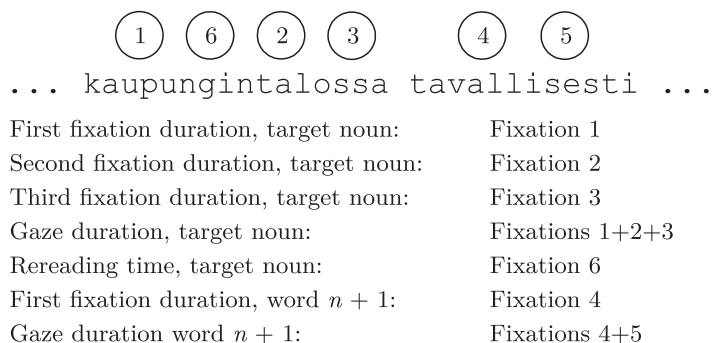 1 6 2 3 4 5
... kaupungintalossa tavallisesti ...
First fixation duration, target noun: Fixation 1
Second fixation duration, target noun: Fixation 2
Third fixation duration, target noun: Fixation 3
Gaze duration, target noun: Fixations 1+2+3
Rereading time, target noun: Fixation 6
First fixation duration, word n + 1: Fixation 4
Gaze duration word n + 1: Fixations 4+5